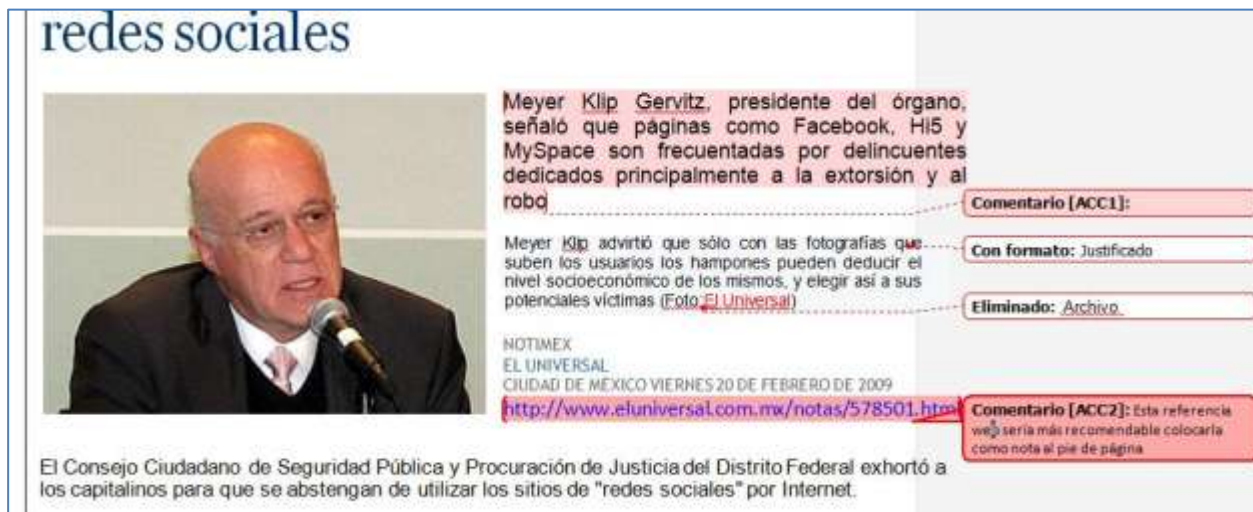 redes sociales
Meyer Klip Gervitz, presidente del órgano,
señaló que páginas como Facebook, Hi5 y
MySpace son frecuentadas por delincuentes
dedicados principalmente a la extorsión y al
robo
Comentario [ACC1]:
Meyer Klip advirtió que sólo con las fotografías que
suben los usuarios los hampones pueden deducir el
nivel socioeconómico de los mismos, y elegir así a sus
potenciales víctimas (Foto:El Universal)
Con formato: Justificado
Eliminado: Archivo
NOTIMEX
EL UNIVERSAL
CIUDAD DE MÉXICO VIERNES 20 DE FEBRERO DE 2009
http://www.eluniversal.com.mx/notas/578501.html
Comentario [ACC2]: Esta referencia
web sería más recomendable colocarla
como nota al pie de página
El Consejo Ciudadano de Seguridad Pública y Procuración de Justicia del Distrito Federal exhortó a
los capitalinos para que se abstengan de utilizar los sitios de "redes sociales" por Internet.